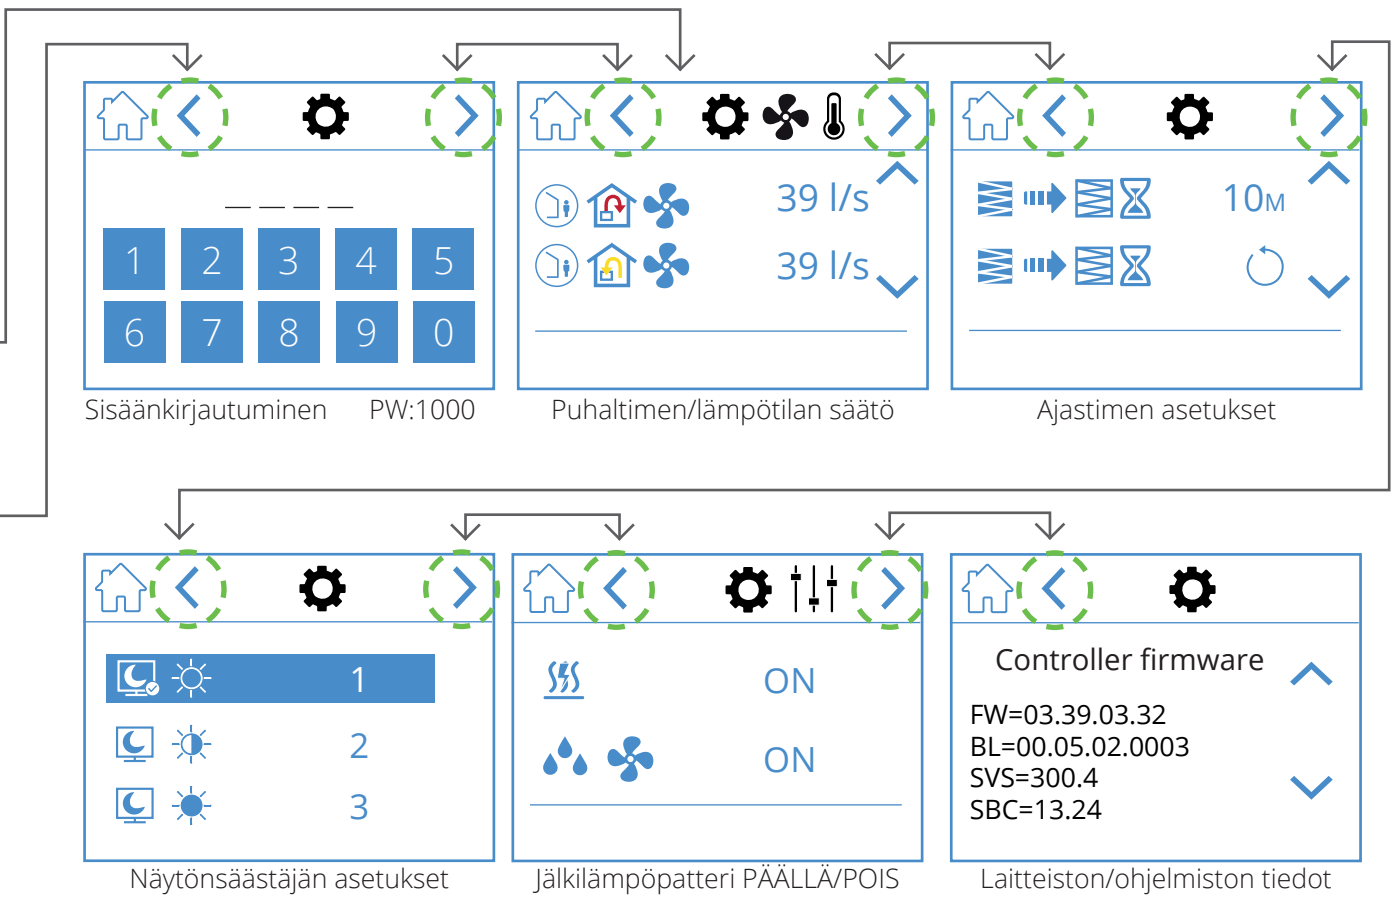 _ _ _ _
1 2 3 4 5
6 7 8 9 0
Sisäänkirjautuminen PW:1000
39 l/s
39 l/s
Puhaltimen/lämpötilan säätö
10M
Ajastimen asetukset
1
2
3
Näytönsäästäjän asetukset
ON
ON
Jälkilämpöpatteri PÄÄLLÄ/POIS
Controller firmware
FW=03.39.03.32
BL=00.05.02.0003
SVS=300.4
SBC=13.24
Laitteiston/ohjelmiston tiedot